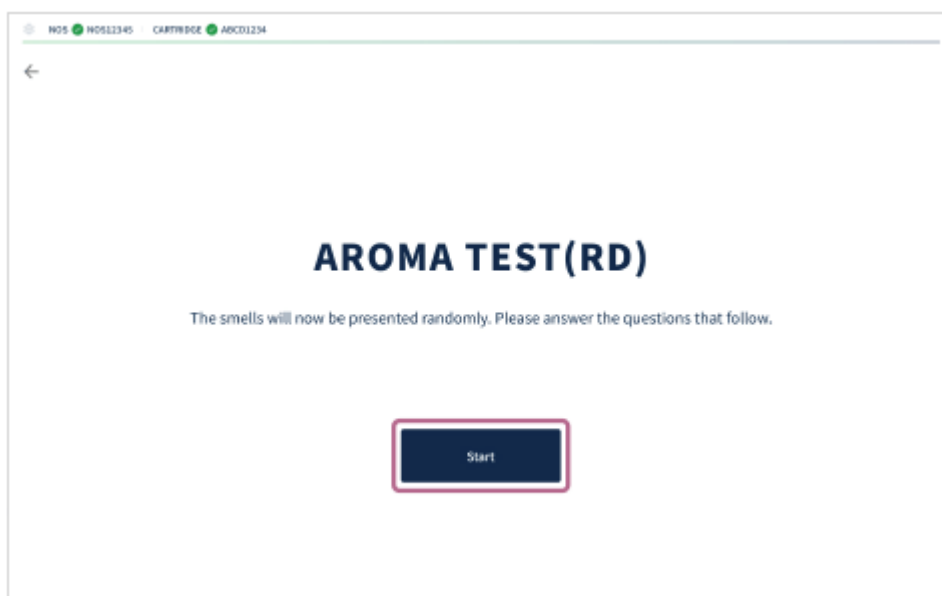 NOS NOS12345 CARTRIDGE ABCD1234
AROMA TEST(RD)
The smells will now be presented randomly. Please answer the questions that follow.
Start